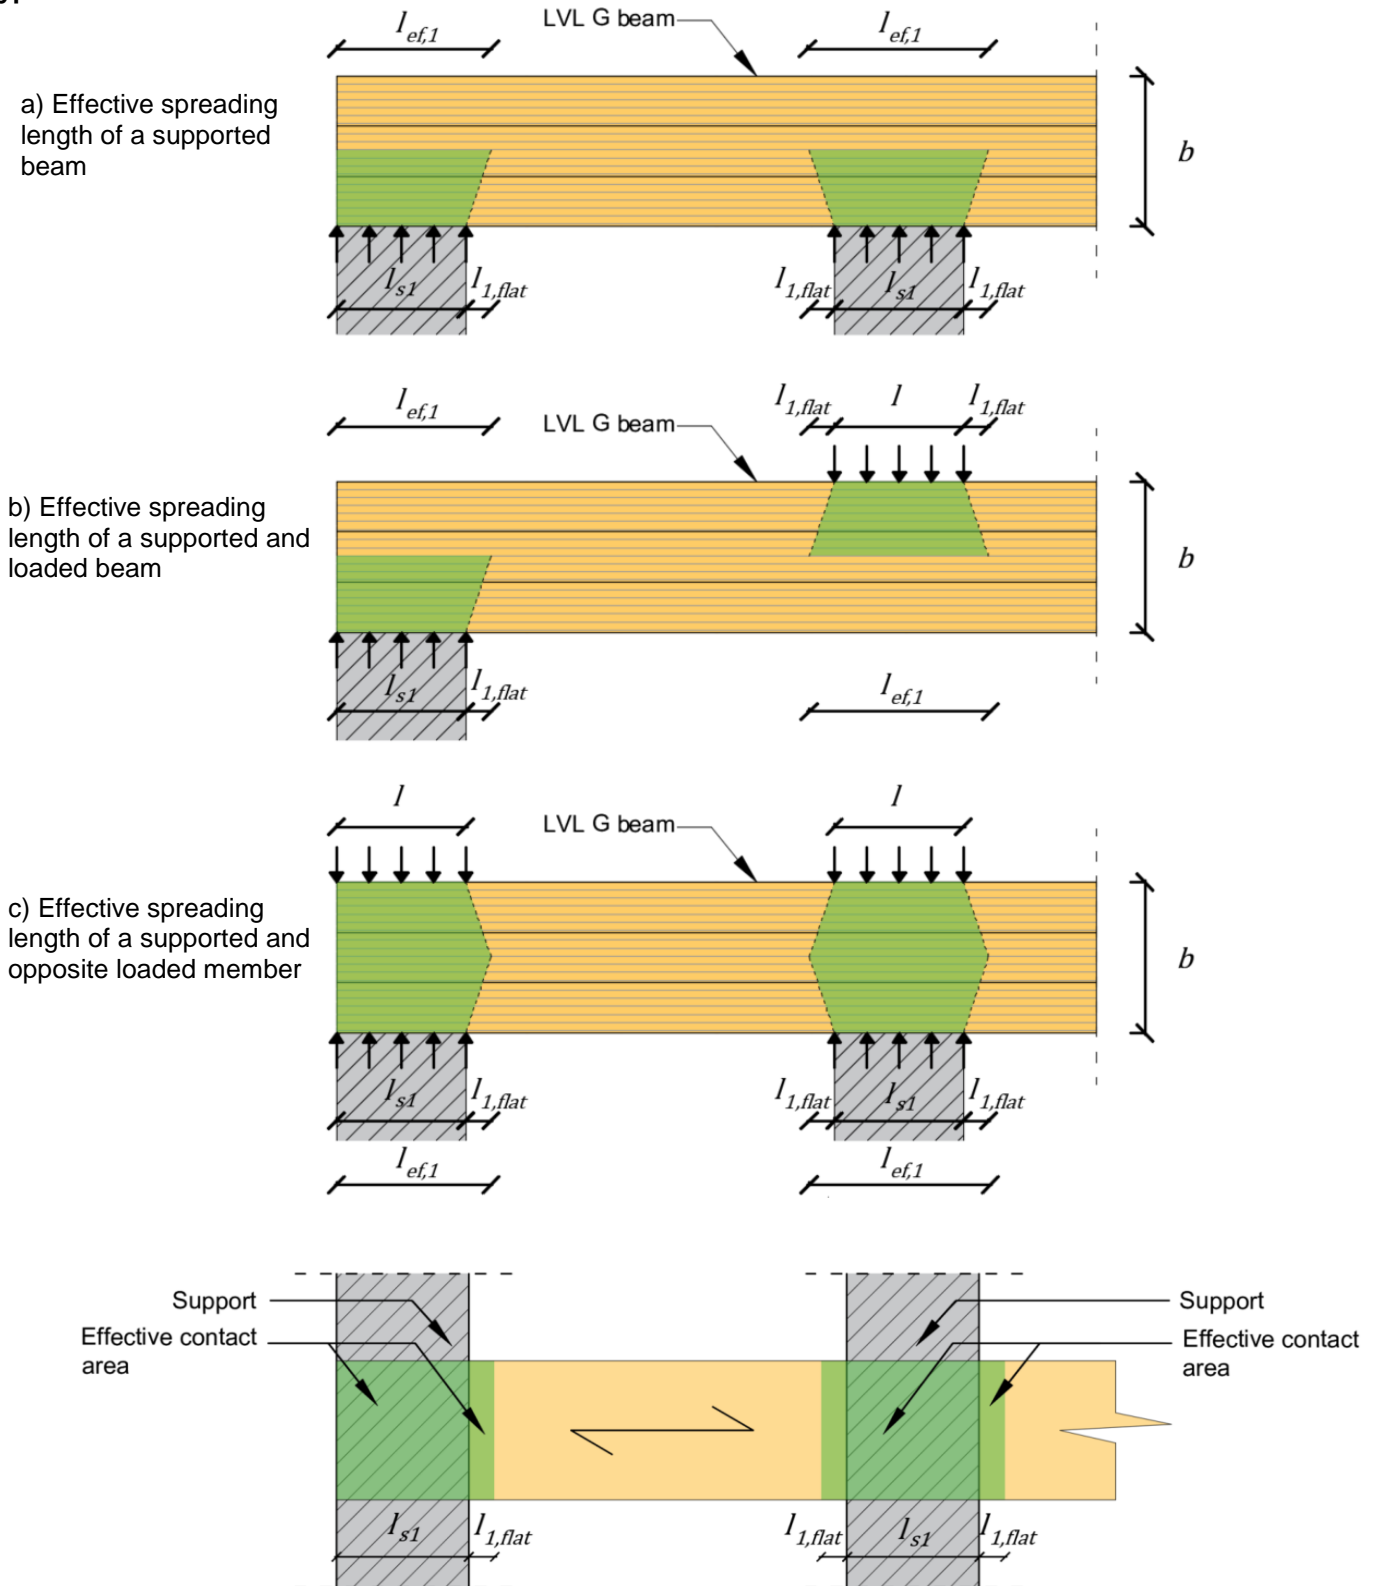 l_ef,1
LVL G beam
l_ef,1
a) Effective spreading
length of a supported
beam
b
l_s1
l_1,flat
l_1,flat
l_s1
l_1,flat
l_ef,1
LVL G beam
l_1,flat
l
l_1,flat
b) Effective spreading
length of a supported and
loaded beam
b
l_s1
l_1,flat
l_ef,1
l
l
LVL G beam
c) Effective spreading
length of a supported and
opposite loaded member
b
l_s1
l_1,flat
l_1,flat
l_s1
l_1,flat
l_ef,1
l_ef,1
Support
Effective contact
area
Support
Effective contact
area
l_s1
l_1,flat
l_1,flat
l_s1
l_1,flat